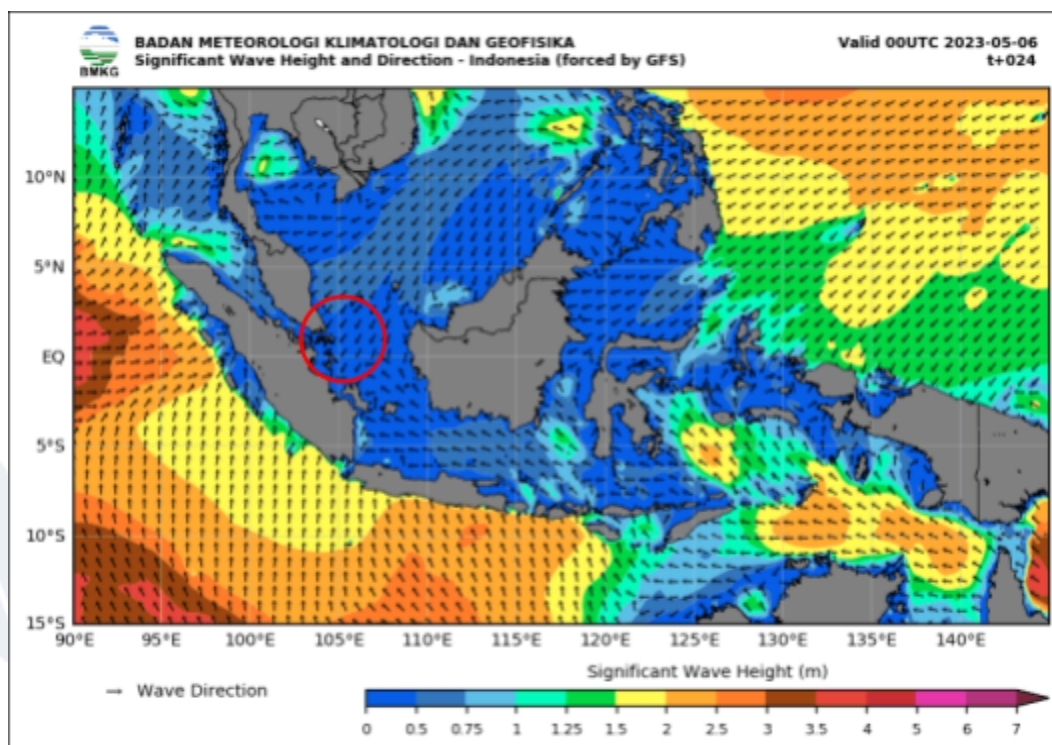 BMKG
BADAN METEOROLOGI KLIMATOLOGI DAN GEOFISIKA
Significant Wave Height and Direction - Indonesia (forced by GFS)
Valid 00UTC 2023-05-06
t+024
10°N
5°N
EQ
5°S
10°S
15°S
90°E 95°E 100°E 105°E 110°E 115°E 120°E 125°E 130°E 135°E 140°E
→ Wave Direction
Significant Wave Height (m)
0 0.5 0.75 1 1.25 1.5 2 2.5 3 3.5 4 5 6 7